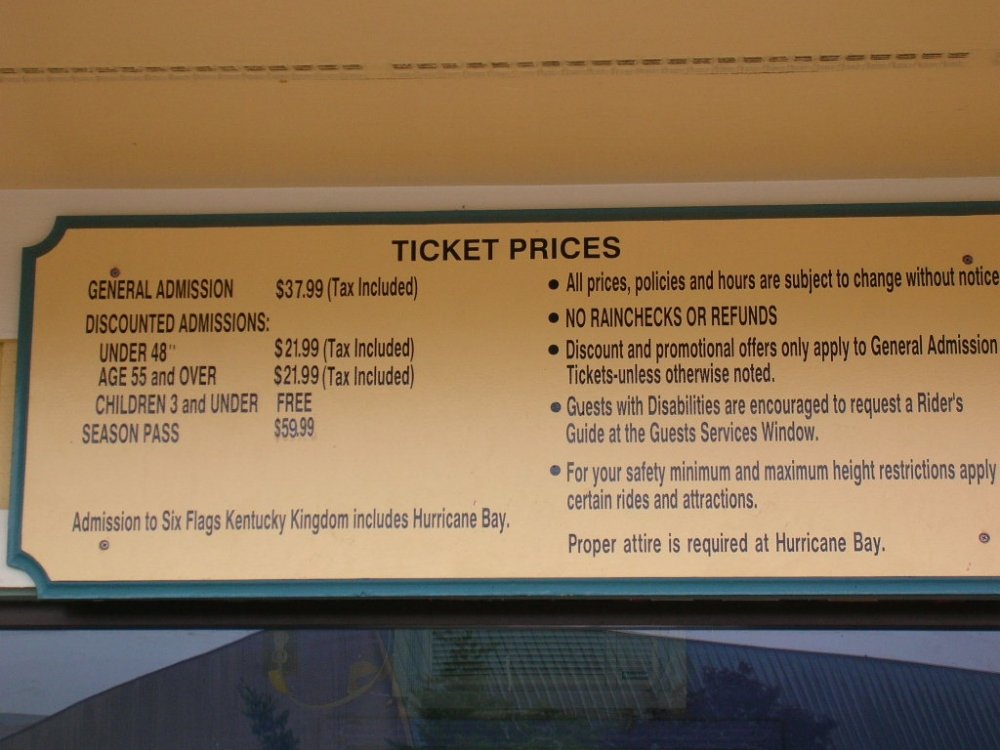 TICKET PRICES
GENERAL ADMISSION $37.99 (Tax Included)
DISCOUNTED ADMISSIONS:
UNDER 48" $21.99 (Tax Included)
AGE 55 and OVER $21.99 (Tax Included)
CHILDREN 3 and UNDER FREE
SEASON PASS $59.99
Admission to Six Flags Kentucky Kingdom includes Hurricane Bay.
• All prices, policies and hours are subject to change without notice
• NO RAINCHECKS OR REFUNDS
• Discount and promotional offers only apply to General Admission
Tickets-unless otherwise noted.
• Guests with Disabilities are encouraged to request a Rider's
Guide at the Guests Services Window.
• For your safety minimum and maximum height restrictions apply
certain rides and attractions.
Proper attire is required at Hurricane Bay.